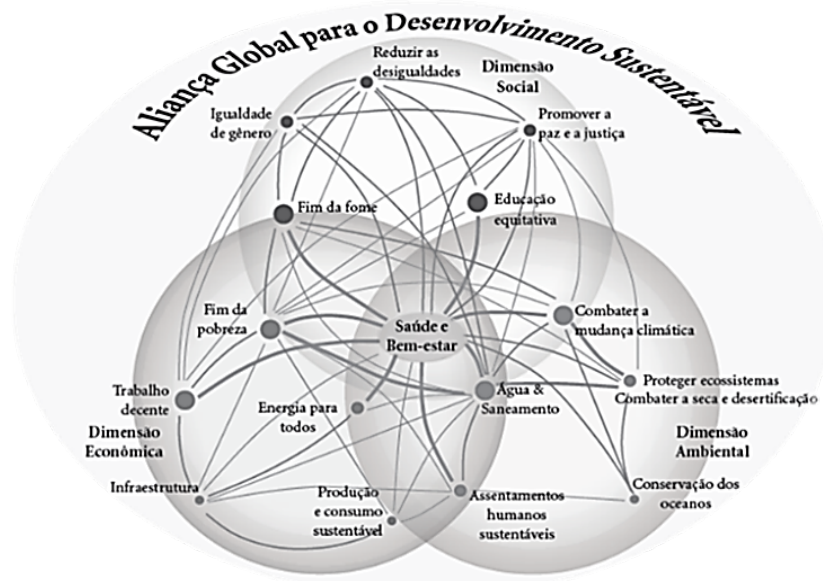 Aliança Global para o Desenvolvimento Sustentável
Reduzir as
desigualdades
Dimensão
Social
Igualdade
de gênero
Promover a
paz e a justiça
Fim da fome
Educação
equitativa
Fim da
pobreza
Saúde e
Bem-estar
Combater a
mudança climática
Trabalho
decente
Energia para
todos
Água &
Saneamento
Proteger ecossistemas
Combater a seca e desertificação
Dimensão
Econômica
Dimensão
Ambiental
Infraestrutura
Produção
e consumo
sustentável
Assentamentos
humanos
sustentáveis
Conservação dos
oceanos